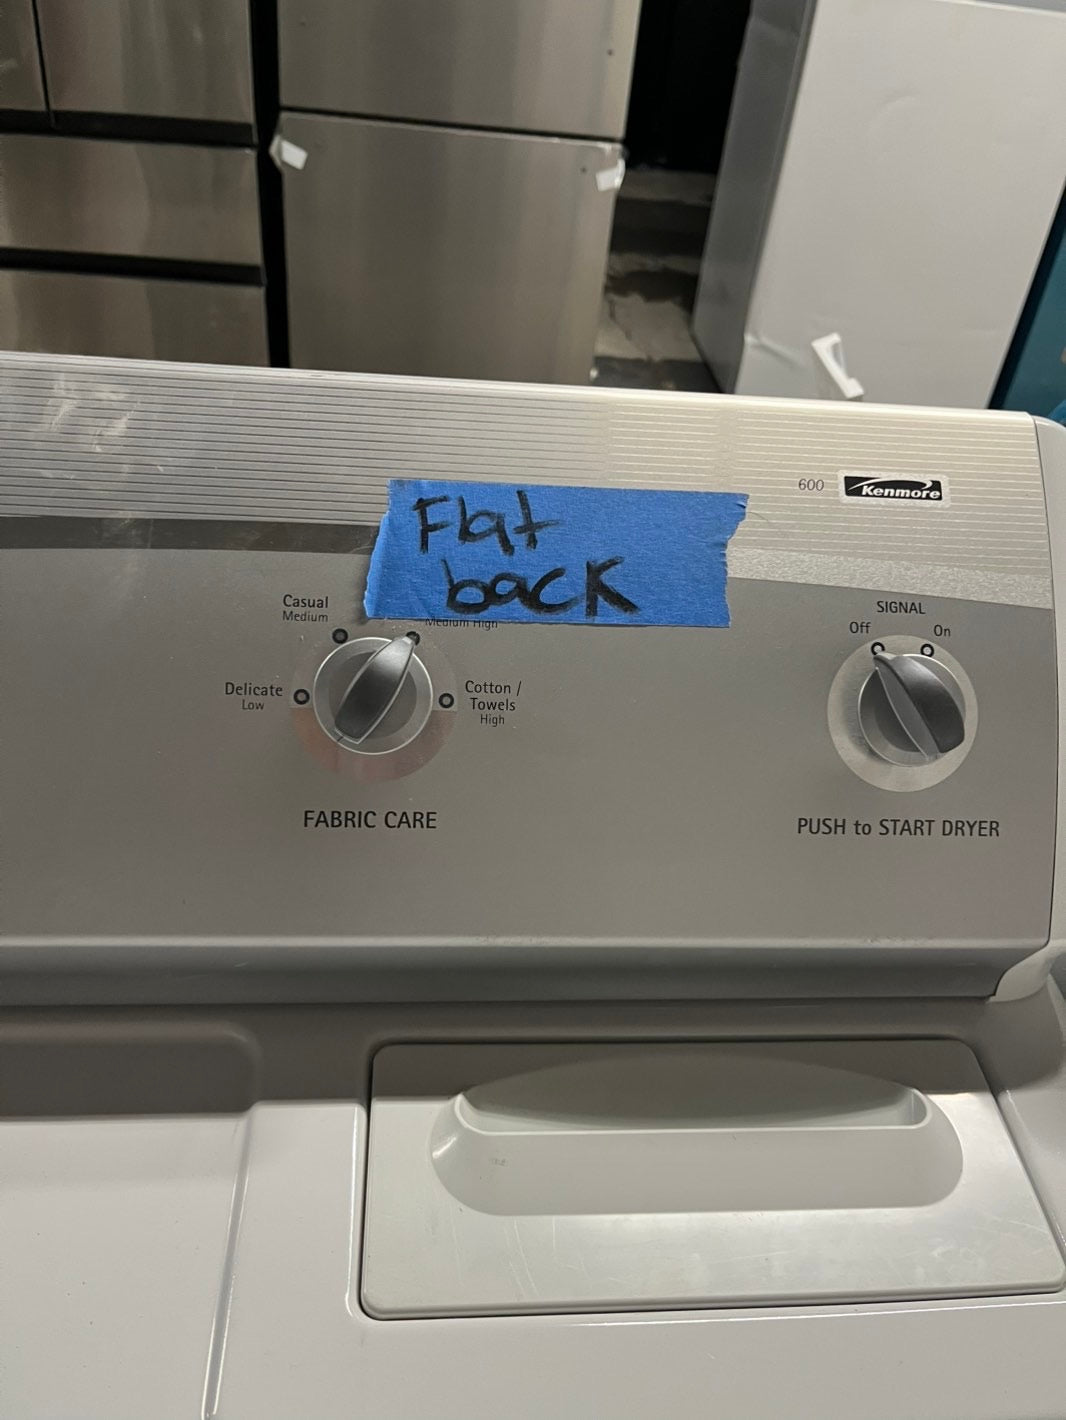 600 Kenmore
Flat
back
Casual
Medium
Medium High
Delicate
Low
Cotton /
Towels
High
FABRIC CARE
SIGNAL
Off On
PUSH to START DRYER